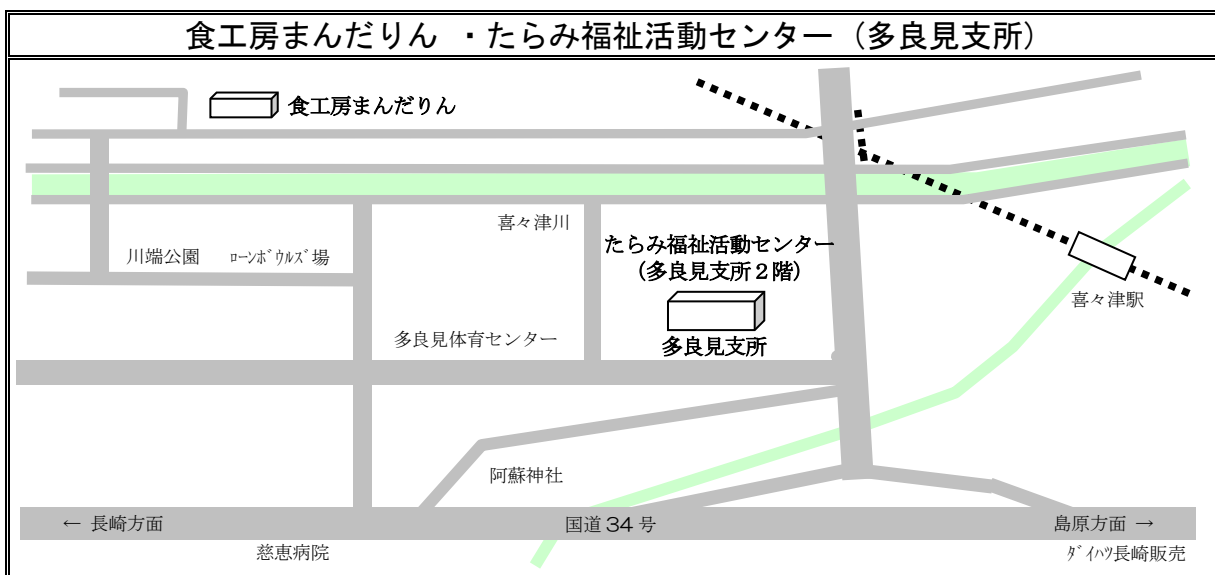 食工房まんだりん ・たらみ福祉活動センター（多良見支所）
食工房まんだりん
喜々津川
たらみ福祉活動センター
（多良見支所２階）
川端公園
ﾛｰﾝﾎﾞｳﾙｽﾞ場
喜々津駅
多良見体育センター
多良見支所
阿蘇神社
← 長崎方面
国道 34 号
島原方面 →
慈恵病院
ﾀﾞｲﾊﾂ長崎販売